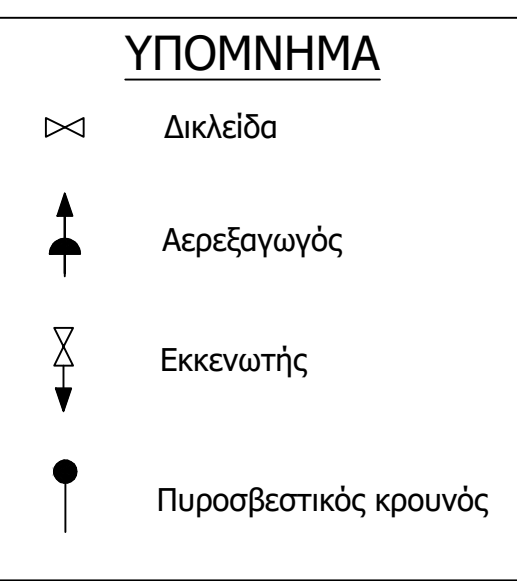 ΥΠΟΜΝΗΜΑ
Δικλείδα
Αερεξαγωγός
Εκκενωτής
Πυροσβεστικός κρουνός